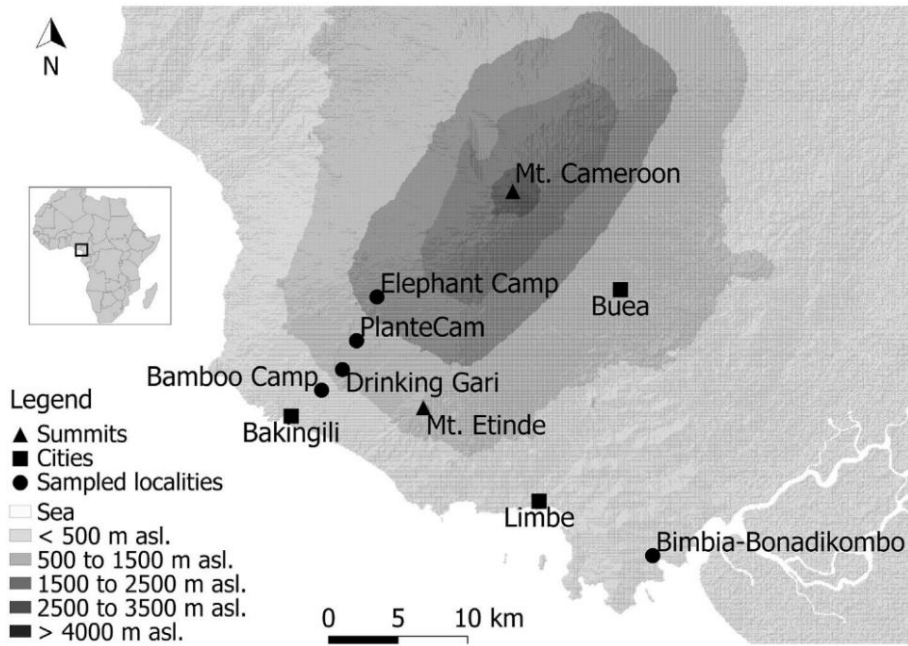 N
Mt. Cameroon
Elephant Camp
Buea
PlanteCam
Bamboo Camp
Drinking Gari
Bakingili
Mt. Etinde
Limbe
Bimbia-Bonadikombo
Legend
Summits
Cities
Sampled localities
Sea
< 500 m asl.
500 to 1500 m asl.
1500 to 2500 m asl.
2500 to 3500 m asl.
> 4000 m asl.
0 5 10 km